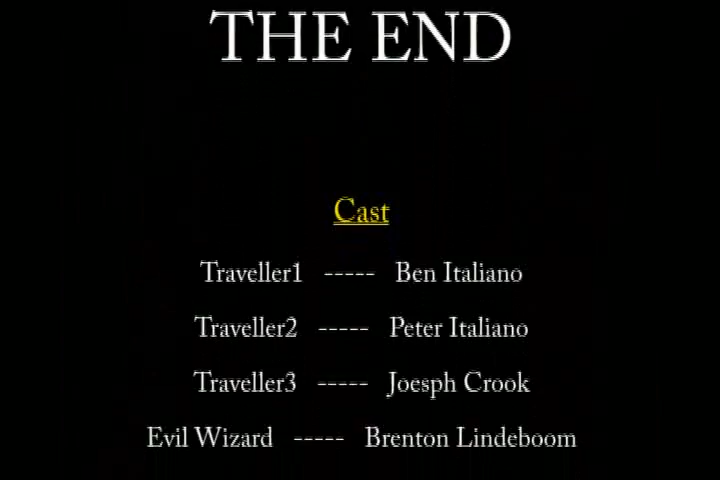 THE END
Cast
Traveller1 ----- Ben Italiano
Traveller2 ----- Peter Italiano
Traveller3 ----- Joesph Crook
Evil Wizard ----- Brenton Lindeboom